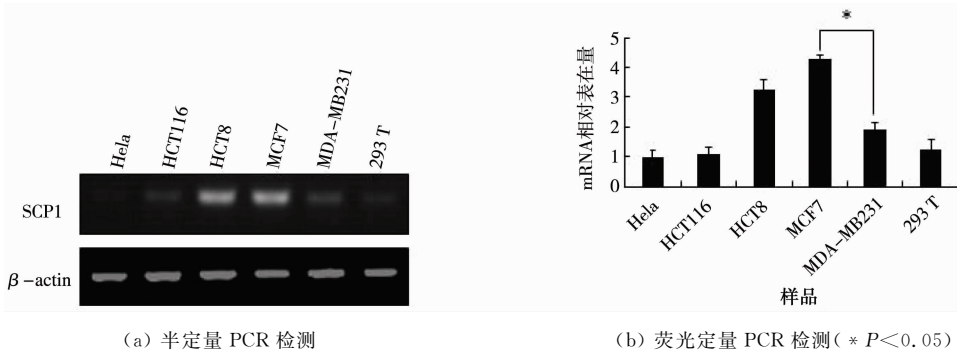 Hela
HCT116
HCT8
MCF7
MDA-MB231
293 T
SCP1
β-actin
(a) 半定量 PCR 检测
*
mRNA相对表在量
5
4
3
2
1
0
Hela
HCT116
HCT8
MCF7
MDA-MB231
293 T
样品
(b) 荧光定量 PCR 检测( * P<0.05)